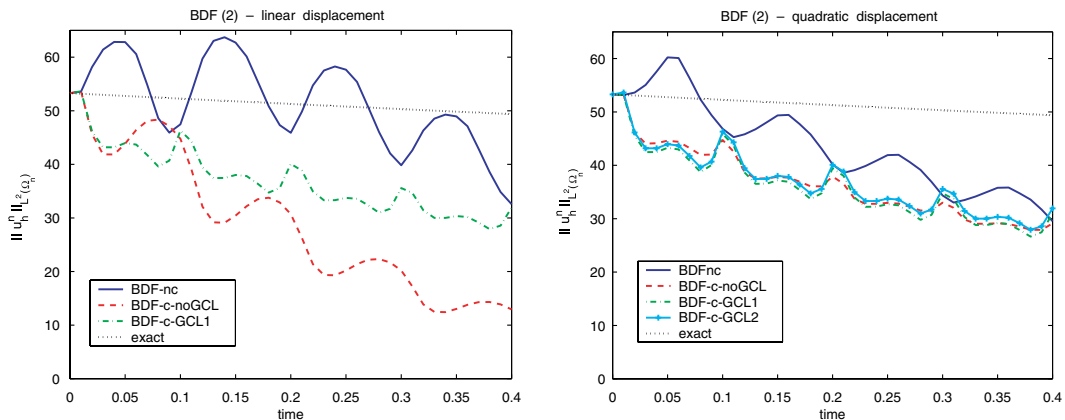 BDF (2) − linear displacement
|| u_h^n ||_{L^2(Ω_n)}
60
50
40
30
20
10
0
BDF-nc
BDF-c-noGCL
BDF-c-GCL1
exact
0 0.05 0.1 0.15 0.2 0.25 0.3 0.35 0.4
time
BDF (2) − quadratic displacement
|| u_h^n ||_{L^2(Ω_n)}
60
50
40
30
20
10
0
BDFnc
BDF-c-noGCL
BDF-c-GCL1
BDF-c-GCL2
exact
0 0.05 0.1 0.15 0.2 0.25 0.3 0.35 0.4
time